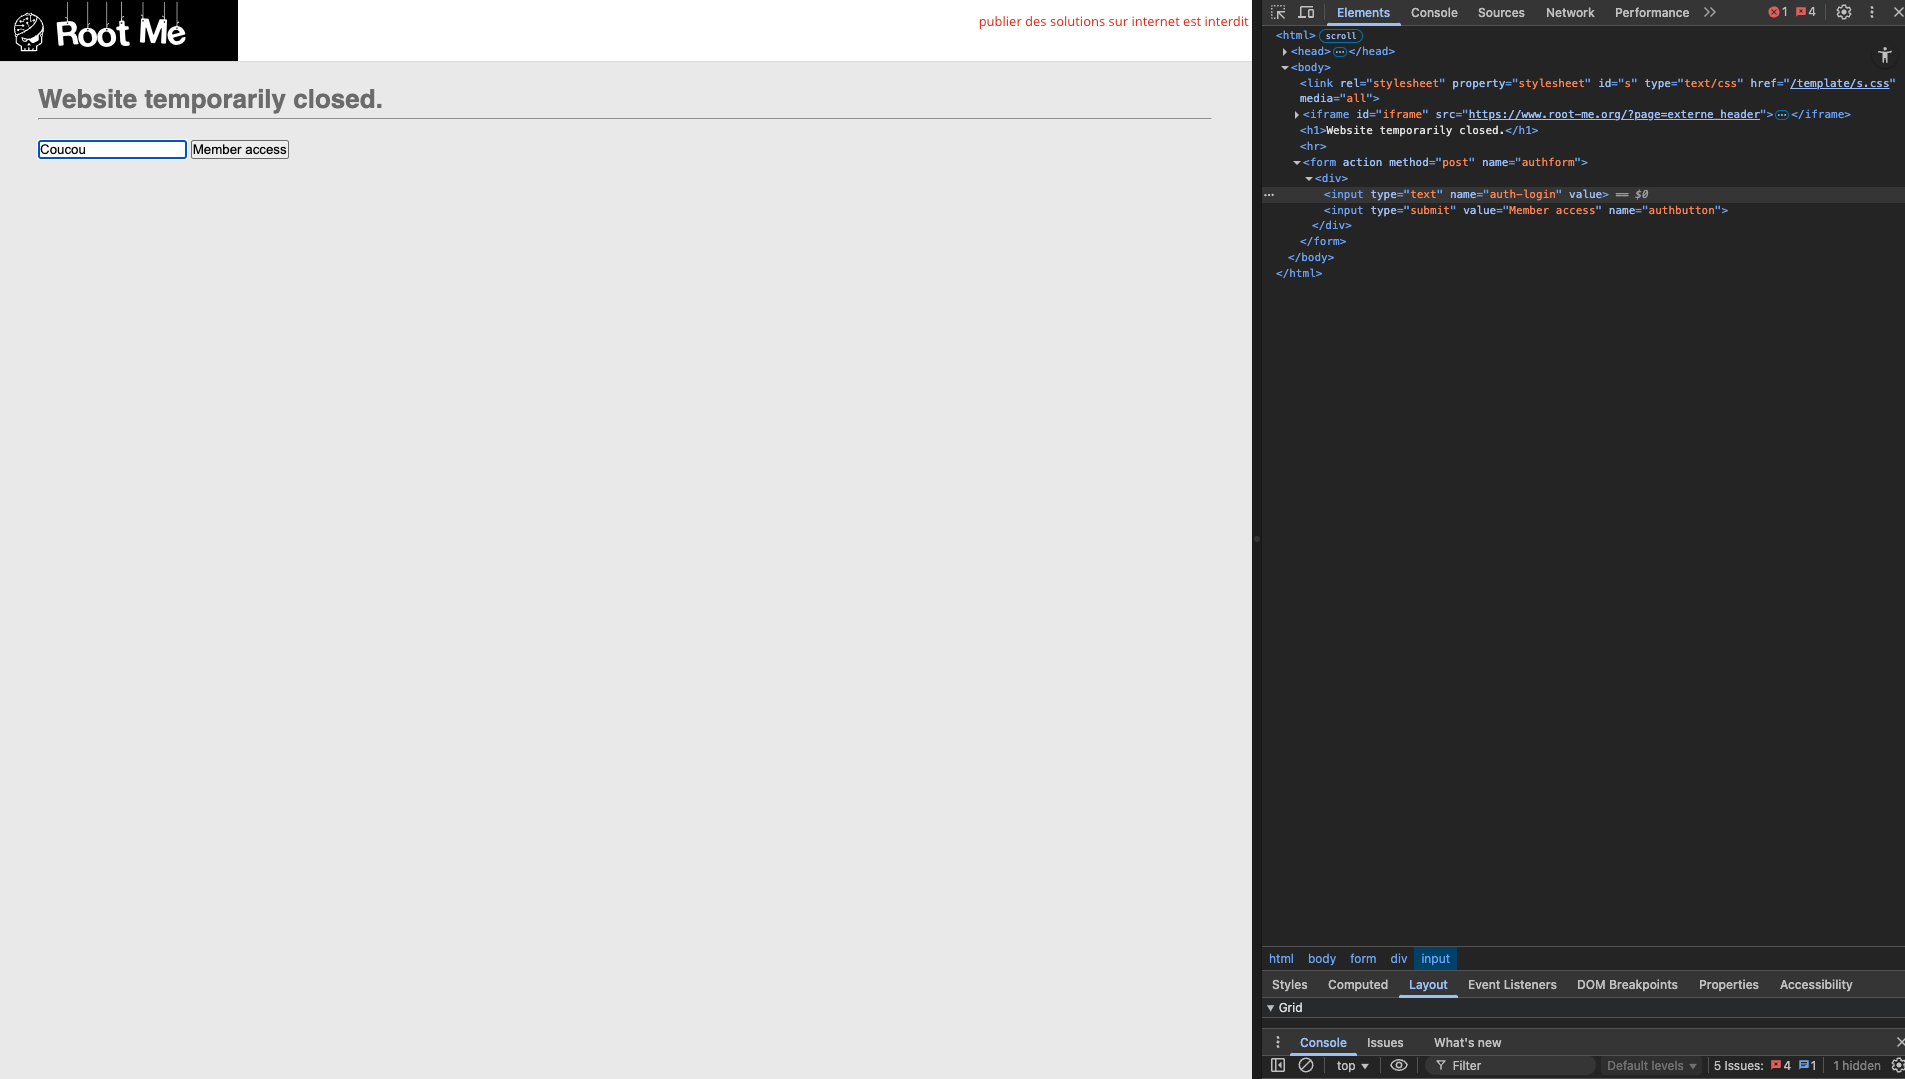 Root Me
publier des solutions sur internet est interdit
Website temporarily closed.
Coucou Member access
Elements Console Sources Network Performance 1 4
<html> scroll
<head> ··· </head>
<body>
<link rel="stylesheet" property="stylesheet" id="s" type="text/css" href="/template/s.css"
media="all">
<iframe id="iframe" src="https://www.root-me.org/?page=externe_header"> ··· </iframe>
<h1>Website temporarily closed.</h1>
<hr>
<form action method="post" name="authform">
<div>
··· <input type="text" name="auth-login" value> == $0
<input type="submit" value="Member access" name="authbutton">
</div>
</form>
</body>
</html>
html body form div input
Styles Computed Layout Event Listeners DOM Breakpoints Properties Accessibility
Grid
Console Issues What's new
top Filter Default levels 5 Issues: 4 1 1 hidden